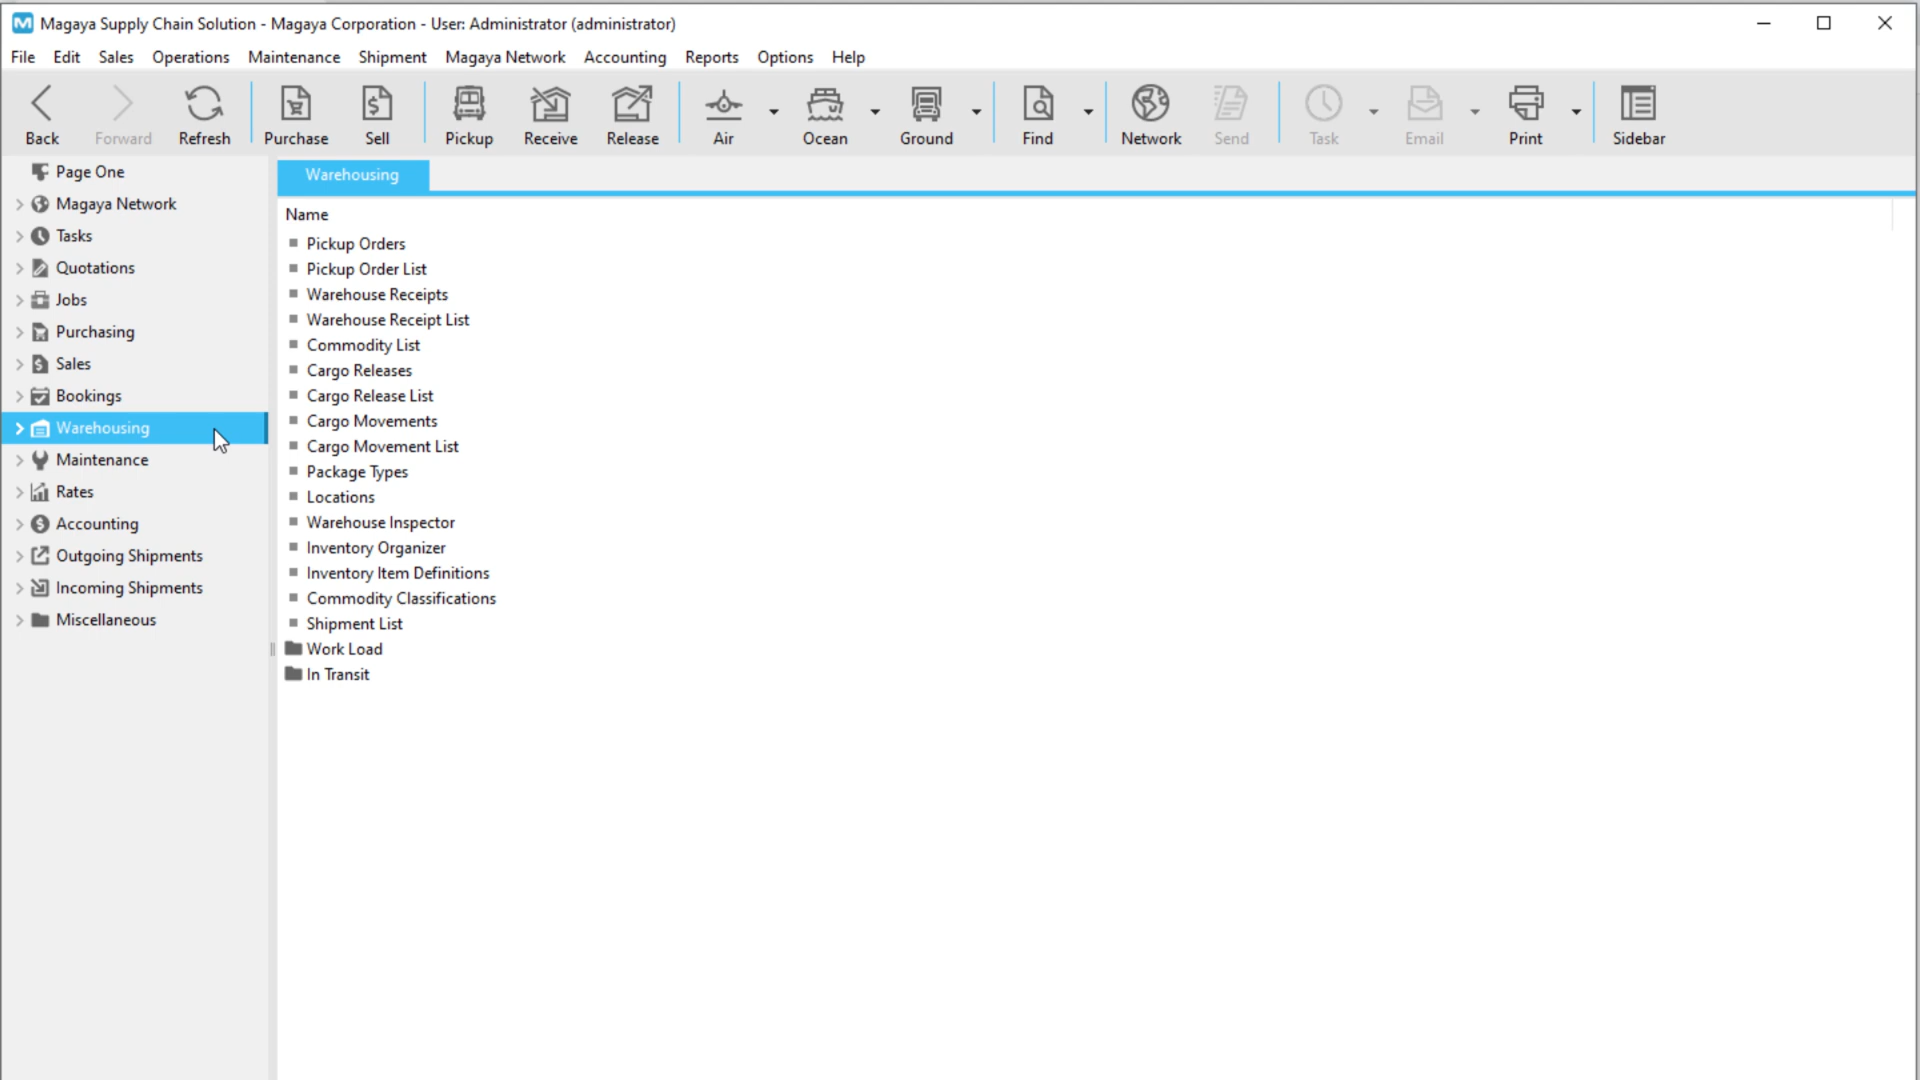 Magaya Supply Chain Solution - Magaya Corporation - User: Administrator (administrator)
File Edit Sales Operations Maintenance Shipment Magaya Network Accounting Reports Options Help
Back Forward Refresh Purchase Sell Pickup Receive Release Air Ocean Ground Find Network Send Task Email Print Sidebar
Page One
Magaya Network
Tasks
Quotations
Jobs
Purchasing
Sales
Bookings
Warehousing
Maintenance
Rates
Accounting
Outgoing Shipments
Incoming Shipments
Miscellaneous
Warehousing
Name
Pickup Orders
Pickup Order List
Warehouse Receipts
Warehouse Receipt List
Commodity List
Cargo Releases
Cargo Release List
Cargo Movements
Cargo Movement List
Package Types
Locations
Warehouse Inspector
Inventory Organizer
Inventory Item Definitions
Commodity Classifications
Shipment List
Work Load
In Transit